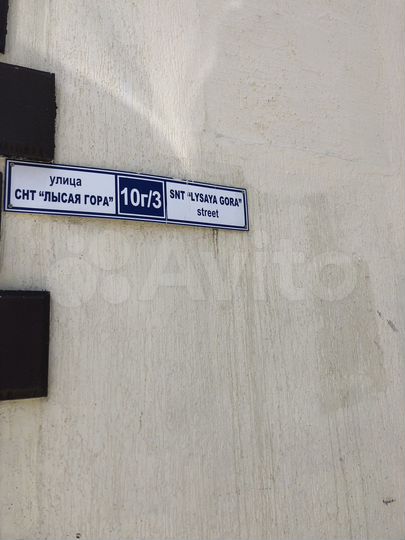 улица
СНТ "ЛЫСАЯ ГОРА"
10г/3
SNT "LYSAYA GORA"
street
Avito